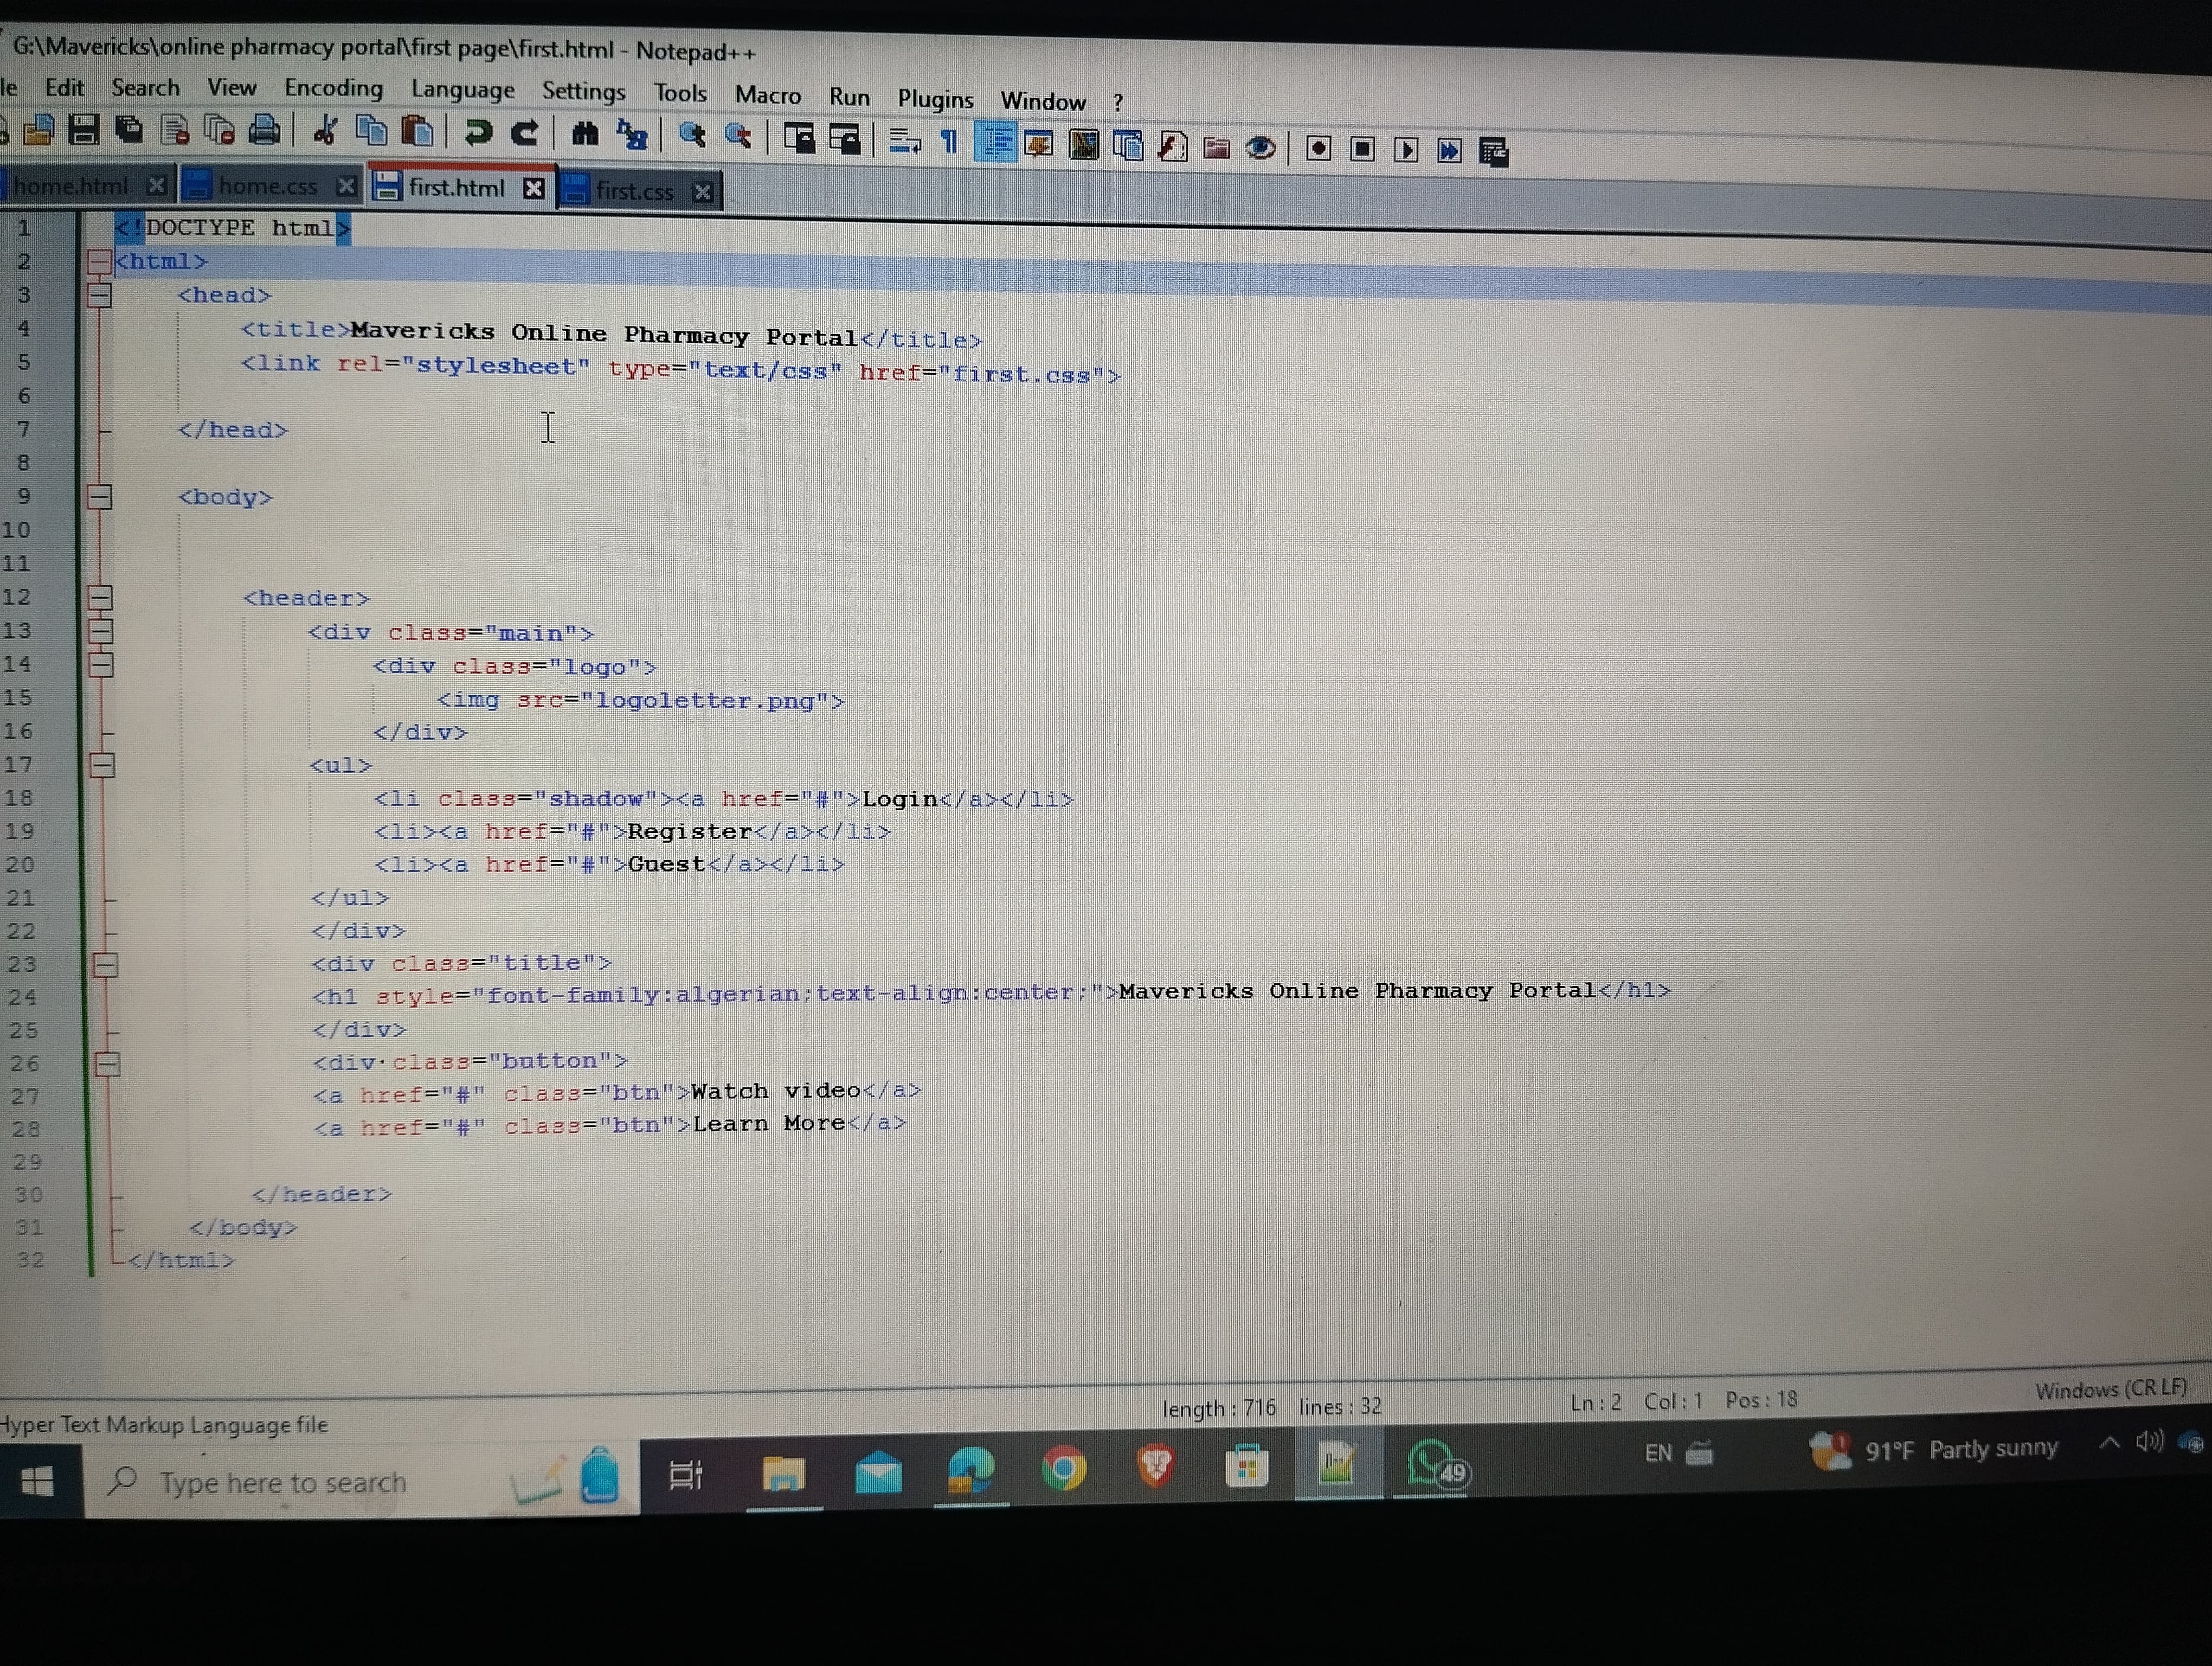 G:\Mavericks\online pharmacy portal\first page\first.html - Notepad++
le Edit Search View Encoding Language Settings Tools Macro Run Plugins Window ?
home.html home.css first.html first.css
1 <!DOCTYPE html>
2 <html>
3 <head>
4 <title>Mavericks Online Pharmacy Portal</title>
5 <link rel="stylesheet" type="text/css" href="first.css">
6
7 </head>
8
9 <body>
10
11
12 <header>
13 <div class="main">
14 <div class="logo">
15 <img src="logoletter.png">
16 </div>
17 <ul>
18 <li class="shadow"><a href="#">Login</a></li>
19 <li><a href="#">Register</a></li>
20 <li><a href="#">Guest</a></li>
21 </ul>
22 </div>
23 <div class="title">
24 <h1 style="font-family:algerian;text-align:center;">Mavericks Online Pharmacy Portal</h1>
25 </div>
26 <div class="button">
27 <a href="#" class="btn">Watch video</a>
28 <a href="#" class="btn">Learn More</a>
29
30 </header>
31 </body>
32 </html>
Hyper Text Markup Language file length : 716 lines : 32 Ln : 2 Col : 1 Pos : 18 Windows (CR LF)
Type here to search 49 EN 1 91°F Partly sunny